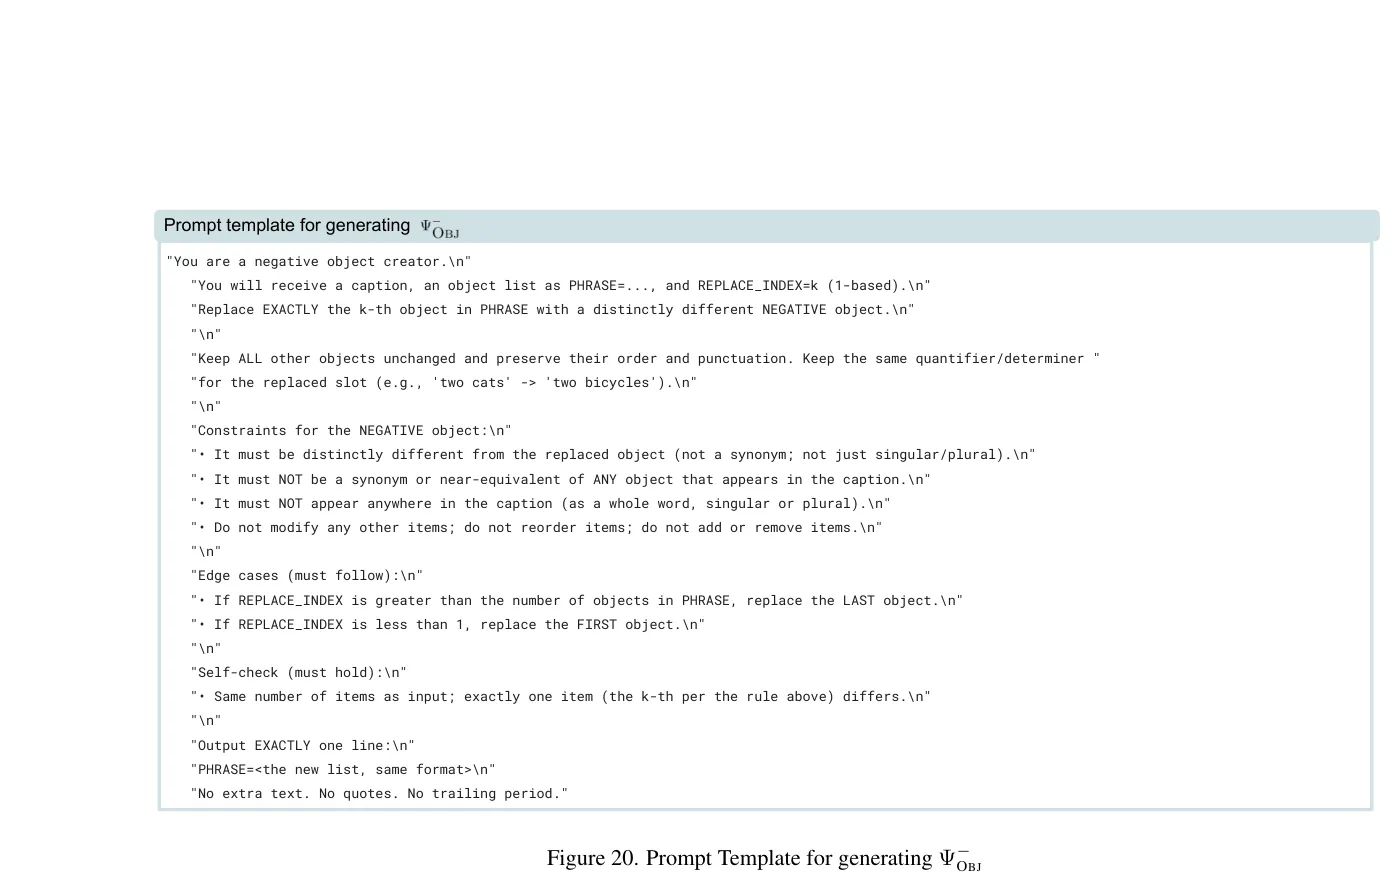 Prompt template for generating Ψ⁻OBJ
"You are a negative object creator.\n"
"You will receive a caption, an object list as PHRASE=..., and REPLACE_INDEX=k (1-based).\n"
"Replace EXACTLY the k-th object in PHRASE with a distinctly different NEGATIVE object.\n"
"\n"
"Keep ALL other objects unchanged and preserve their order and punctuation. Keep the same quantifier/determiner "
"for the replaced slot (e.g., 'two cats' -> 'two bicycles').\n"
"\n"
"Constraints for the NEGATIVE object:\n"
"• It must be distinctly different from the replaced object (not a synonym; not just singular/plural).\n"
"• It must NOT be a synonym or near-equivalent of ANY object that appears in the caption.\n"
"• It must NOT appear anywhere in the caption (as a whole word, singular or plural).\n"
"• Do not modify any other items; do not reorder items; do not add or remove items.\n"
"\n"
"Edge cases (must follow):\n"
"• If REPLACE_INDEX is greater than the number of objects in PHRASE, replace the LAST object.\n"
"• If REPLACE_INDEX is less than 1, replace the FIRST object.\n"
"\n"
"Self-check (must hold):\n"
"• Same number of items as input; exactly one item (the k-th per the rule above) differs.\n"
"\n"
"Output EXACTLY one line:\n"
"PHRASE=<the new list, same format>\n"
"No extra text. No quotes. No trailing period."
Figure 20. Prompt Template for generating Ψ⁻OBJ